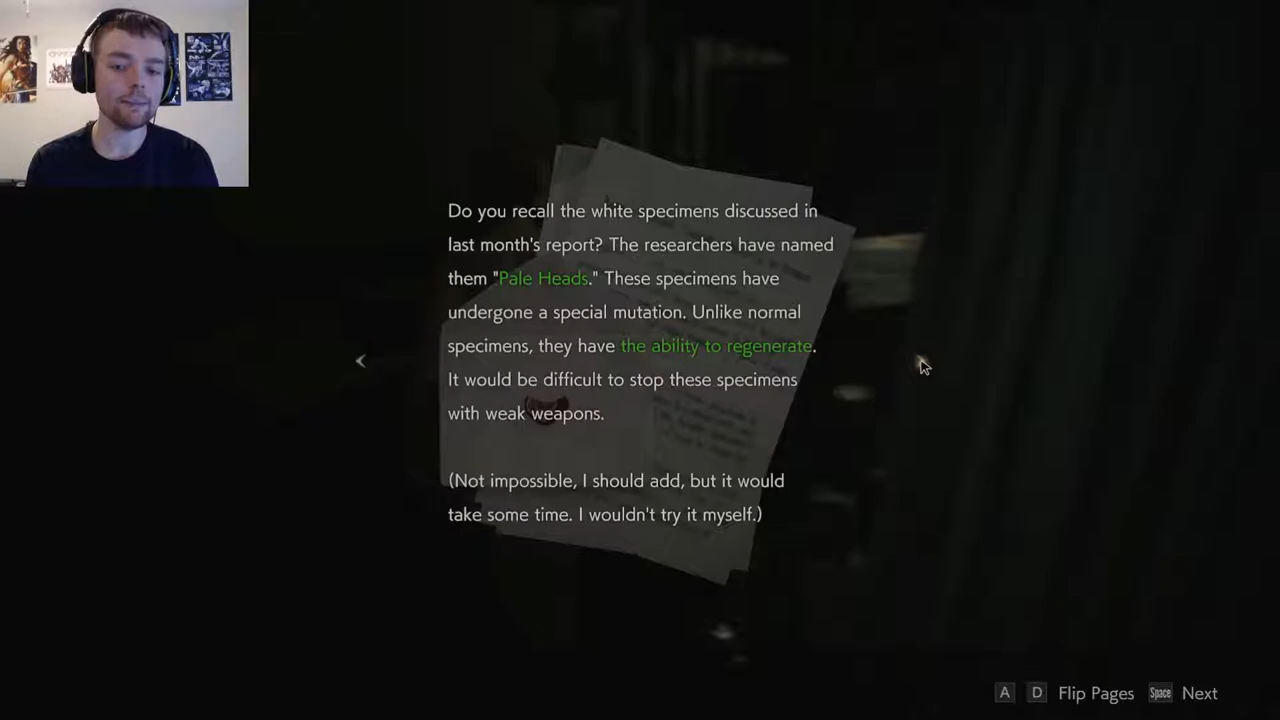 Do you recall the white specimens discussed in
last month's report? The researchers have named
them "Pale Heads." These specimens have
undergone a special mutation. Unlike normal
specimens, they have the ability to regenerate.
It would be difficult to stop these specimens
with weak weapons.
(Not impossible, I should add, but it would
take some time. I wouldn't try it myself.)
A D Flip Pages Space Next